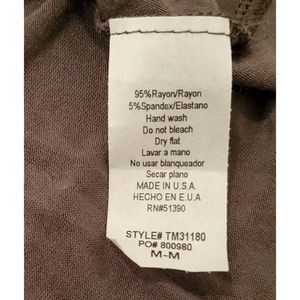 95%Rayon/Rayon
5%Spandex/Elastano
Hand wash
Do not bleach
Dry flat
Lavar a mano
No usar blanqueador
Secar plano
MADE IN U.S.A.
HECHO EN E.U.A
RN#51390
STYLE# TM31180
PO# 800980
M-M